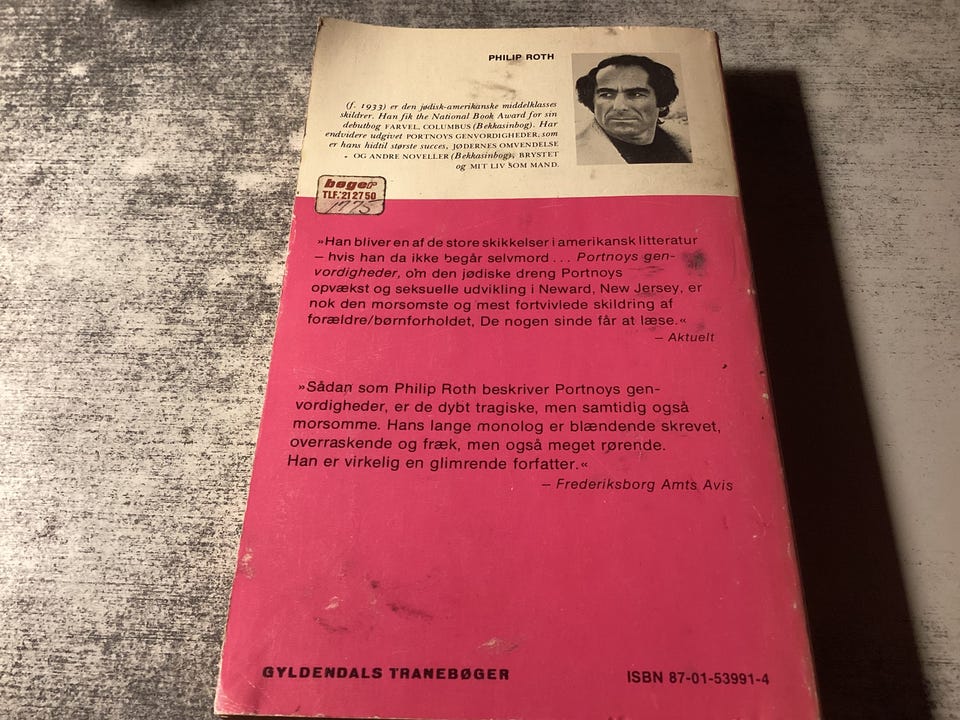 PHILIP ROTH
(f. 1933) er den jødisk-amerikanske middelklasses
skildrer. Han fik the National Book Award for sin
debutbog FARVEL, COLUMBUS (Bekkasinbog). Har
endvidere udgivet PORTNOYS GENVORDIGHEDER, som
er hans hidtil største succes, JØDERNES OMVENDELSE
OG ANDRE NOVELLER (Bekkasinbog), BRYSTET
og MIT LIV SOM MAND.
bøger
TLF. 21 27 50
»Han bliver en af de store skikkelser i amerikansk litteratur
– hvis han da ikke begår selvmord... Portnoys gen-
vordigheder, om den jødiske dreng Portnoys
opvækst og seksuelle udvikling i Neward, New Jersey, er
nok den morsomste og mest fortvivlede skildring af
forældre/børnforholdet, De nogen sinde får at læse.«
– Aktuelt
»Sådan som Philip Roth beskriver Portnoys gen-
vordigheder, er de dybt tragiske, men samtidig også
morsomme. Hans lange monolog er blændende skrevet,
overraskende og fræk, men også meget rørende.
Han er virkelig en glimrende forfatter.«
– Frederiksborg Amts Avis
GYLDENDALS TRANEBØGER
ISBN 87-01-53991-4